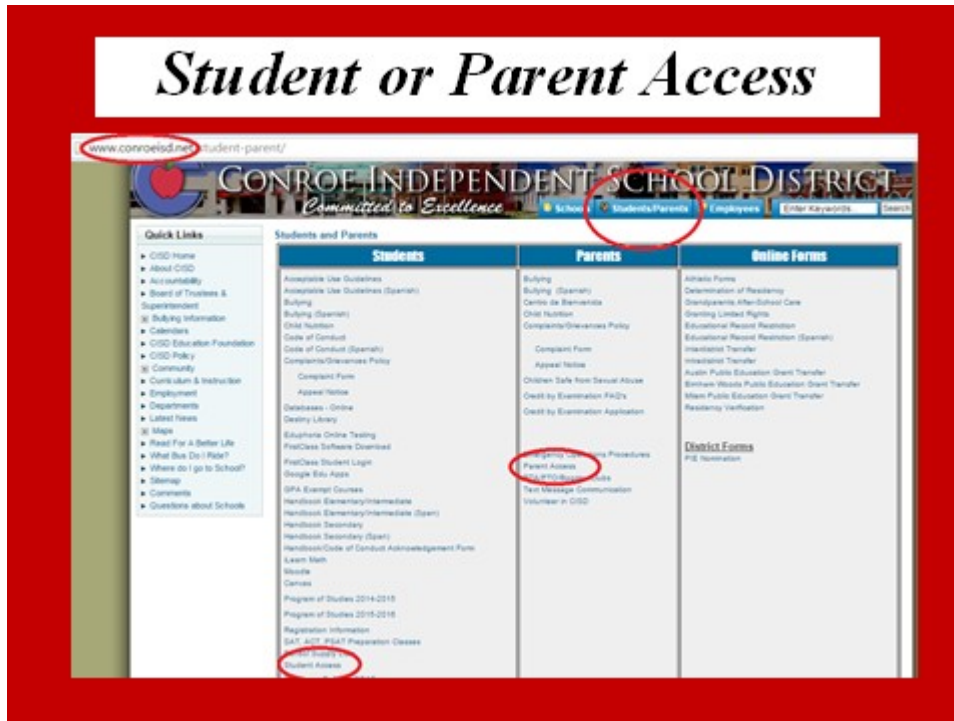 Student or Parent Access
www.conroeisd.net/student-parent/
CONROE INDEPENDENT SCHOOL DISTRICT
Committed to Excellence
Schools
Students/Parents
Employees
Enter Keywords
Search
Quick Links
CISD Home
About CISD
Accountability
Board of Trustees &
Superintendent
Bullying Information
Calendars
CISD Education Foundation
CISD Policy
Community
Curriculum & Instruction
Employment
Departments
Latest News
Maps
Read For A Better Life
What Bus Do I Ride?
Where do I go to School?
Sitemap
Comments
Questions about Schools
Students and Parents
Students
Acceptable Use Guidelines
Acceptable Use Guidelines (Spanish)
Bullying
Bullying (Spanish)
Child Nutrition
Code of Conduct
Code of Conduct (Spanish)
Complaints/Grievances Policy
Complaint Form
Appeal Notice
Databases - Online
Destiny Library
Eduphoria Online Testing
FirstClass Software Download
FirstClass Student Login
Google Edu Apps
GPA Exempt Courses
Handbook Elementary/Intermediate
Handbook Elementary/Intermediate (Span)
Handbook Secondary
Handbook Secondary (Span)
Handbook/Code of Conduct Acknowledgement Form
iLearn Math
Moodle
Canvas
Program of Studies 2014-2015
Program of Studies 2015-2016
Registration Information
SAT, ACT, PSAT Preparation Classes
School Supply
Student Access
Parents
Bullying
Bullying (Spanish)
Centro de Bienvenida
Child Nutrition
Complaints/Grievances Policy
Complaint Form
Appeal Notice
Children Safe from Sexual Abuse
Credit by Examination FAQ's
Credit by Examination Application
Emergency Operations Procedures
Parent Access
PTA/PTO/Booster Clubs
Text Message Communication
Volunteer in CISD
Online Forms
Athletic Forms
Determination of Residency
Grandparents After-School Care
Granting Limited Rights
Educational Record Restriction
Educational Record Restriction (Spanish)
Interdistrict Transfer
Intradistrict Transfer
Austin Public Education Grant Transfer
Birnham Woods Public Education Grant Transfer
Milam Public Education Grant Transfer
Residency Verification
District Forms
PIE Nomination